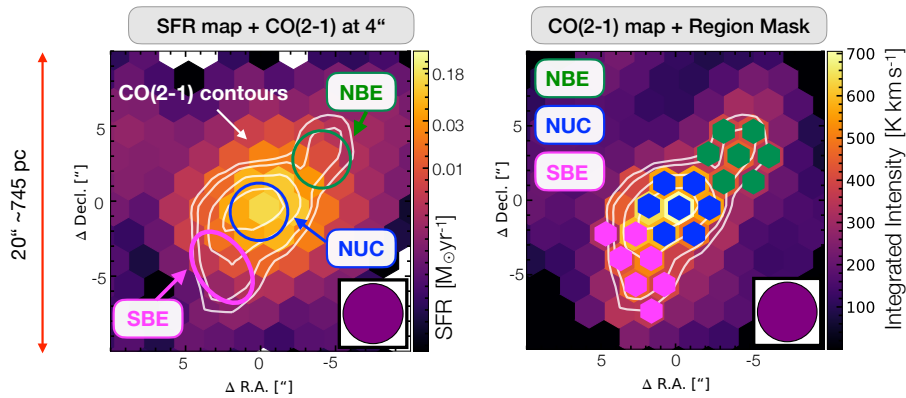 SFR map + CO(2-1) at 4“
CO(2-1) map + Region Mask
20“ ~745 pc
CO(2-1) contours
NBE
NUC
SBE
Δ Decl. [“]
5
0
-5
5
0
-5
Δ R.A. [“]
0.18
0.03
0.01
SFR [M⊙yr⁻¹]
NBE
NUC
SBE
Δ Decl. [“]
5
0
-5
5
0
-5
Δ R.A. [“]
700
600
500
400
300
200
100
Integrated Intensity [K km s⁻¹]